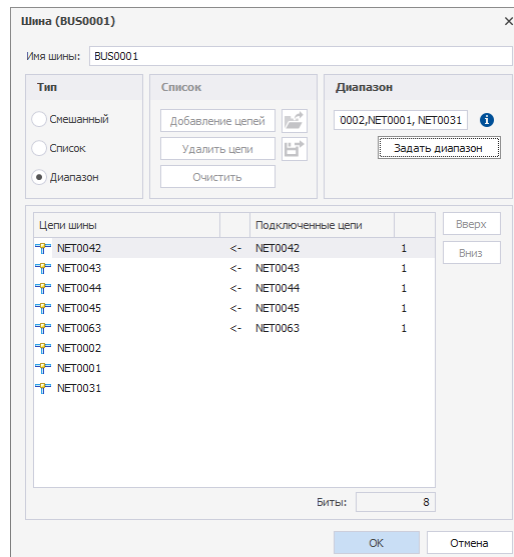 Шина (BUS0001)
Имя шины: BUS0001
Тип
Смешанный
Список
Диапазон
Список
Добавление цепей
Удалить цепи
Очистить
Диапазон
0002,NET0001, NET0031
Задать диапазон
Цепи шины Подключенные цепи
NET0042 <- NET0042 1
NET0043 <- NET0043 1
NET0044 <- NET0044 1
NET0045 <- NET0045 1
NET0063 <- NET0063 1
NET0002
NET0001
NET0031
Вверх
Вниз
Биты: 8
OK Отмена